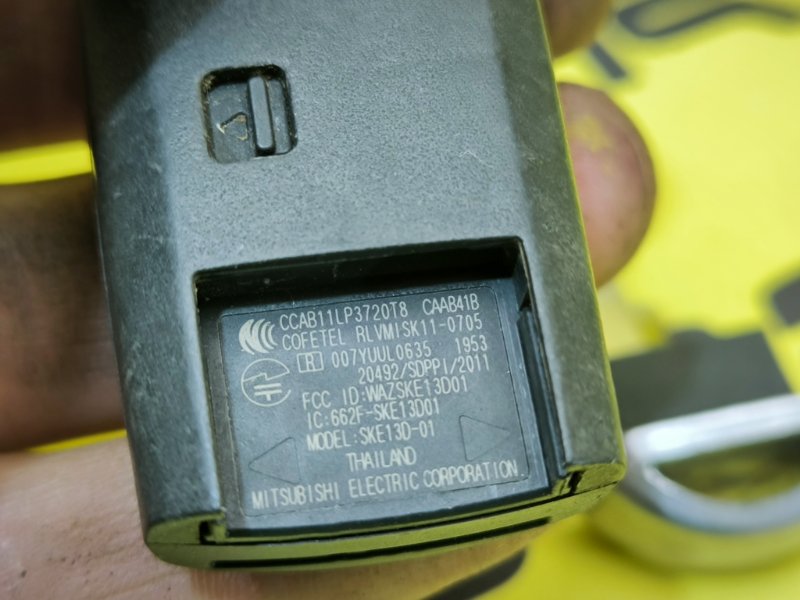 CCAB11LP3720T8 CAAB41B
COFETEL RLVMISK11-0705
R 007YUUL0635 1953
20492/SDPPI/2011
FCC ID:WAZSKE13D01
IC:662F-SKE13D01
MODEL:SKE13D-01
THAILAND
MITSUBISHI ELECTRIC CORPORATION